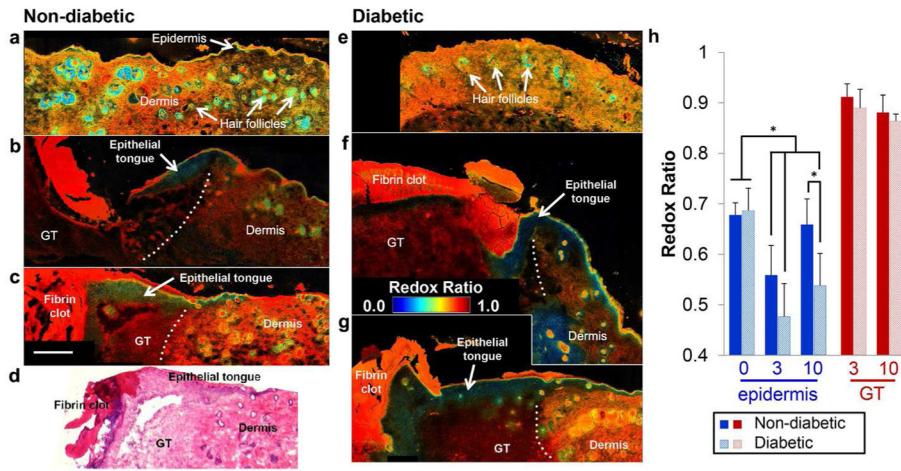 Non-diabetic
Diabetic
a
Epidermis
Dermis
Hair follicles
b
Epithelial
tongue
GT
Dermis
c
Epithelial tongue
Fibrin
clot
GT
Dermis
d
Epithelial tongue
Fibrin clot
GT
Dermis
e
Hair follicles
f
Fibrin clot
Epithelial
tongue
GT
Redox Ratio
0.0
1.0
Dermis
g
Epithelial
tongue
Fibrin
clot
GT
Dermis
h
1
0.9
0.8
0.7
0.6
0.5
0.4
Redox Ratio
*
*
0 3 10 3 10
epidermis GT
Non-diabetic
Diabetic